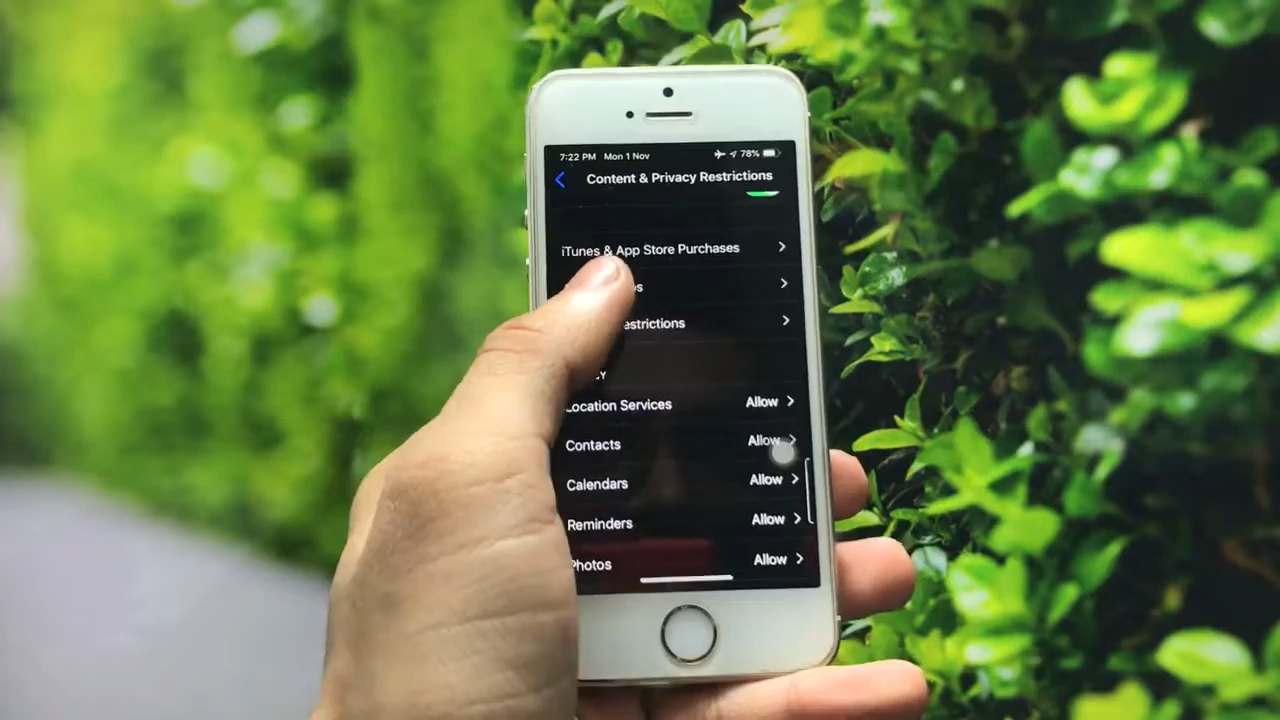 7:22 PM Mon 1 Nov 78%
Content & Privacy Restrictions
iTunes & App Store Purchases
Location Services Allow
Contacts Allow
Calendars Allow
Reminders Allow
Photos Allow